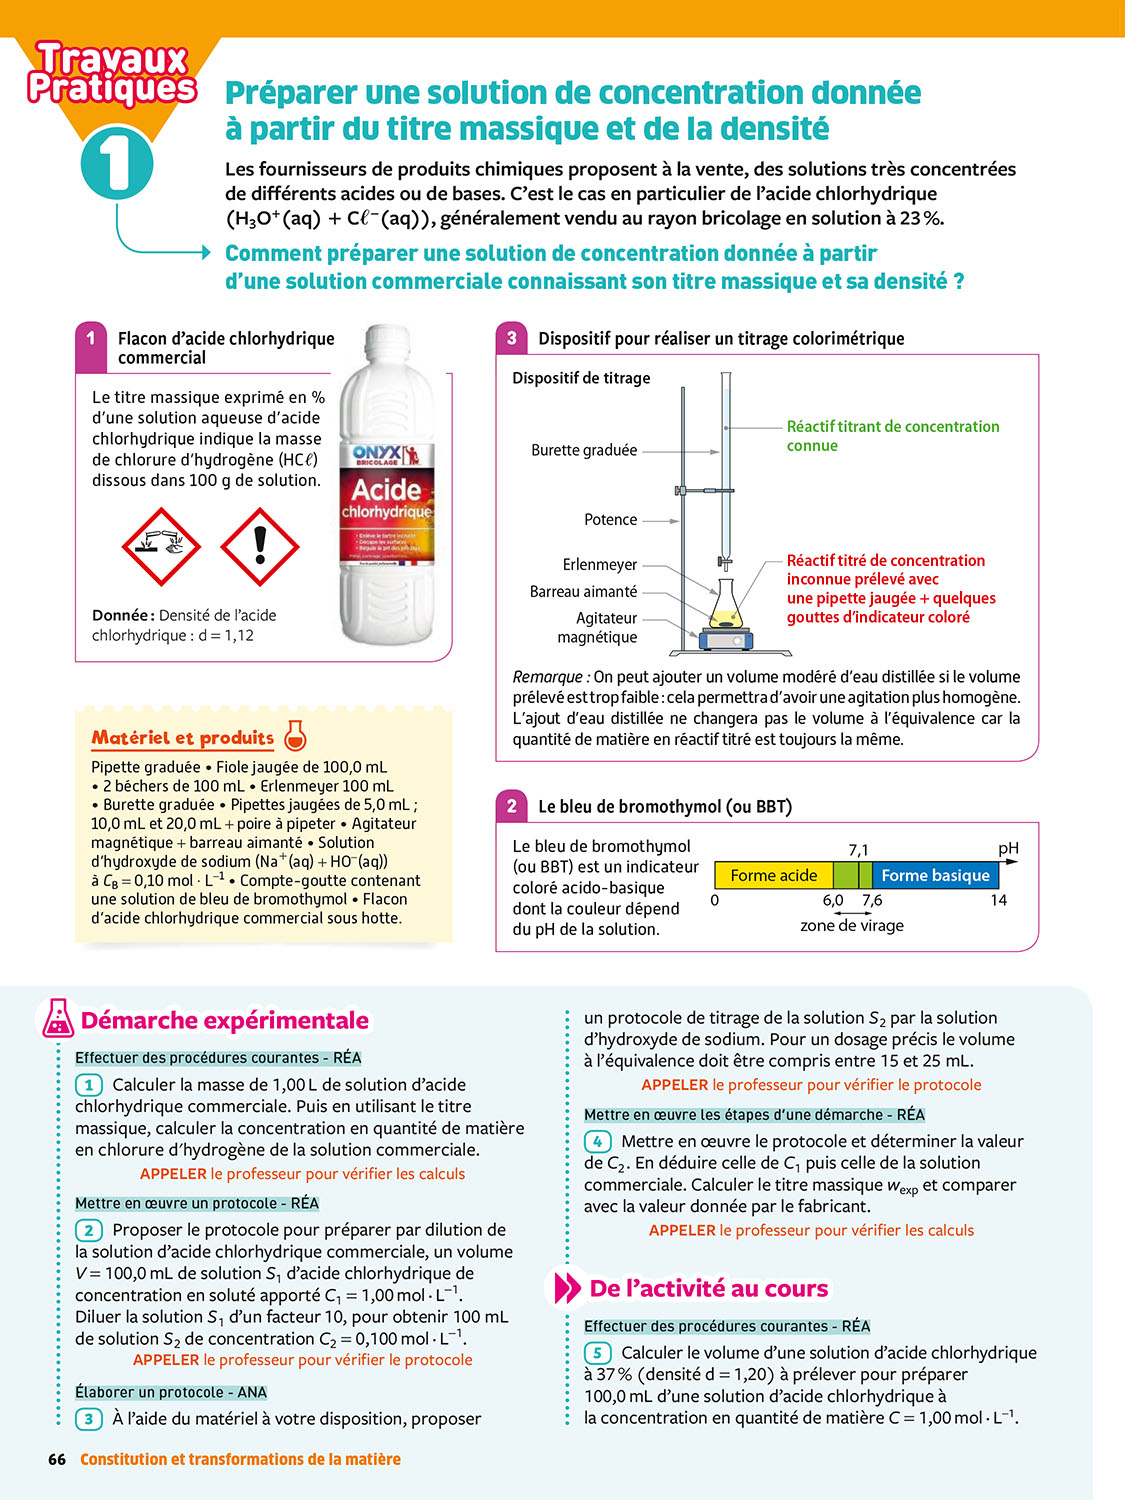 Travaux
Pratiques
1
Préparer une solution de concentration donnée
à partir du titre massique et de la densité
Les fournisseurs de produits chimiques proposent à la vente, des solutions très concentrées
de différents acides ou de bases. C'est le cas en particulier de l'acide chlorhydrique
(H₃O⁺(aq) + Cℓ⁻(aq)), généralement vendu au rayon bricolage en solution à 23 %.
Comment préparer une solution de concentration donnée à partir
d'une solution commerciale connaissant son titre massique et sa densité ?
1 Flacon d'acide chlorhydrique
commercial
Le titre massique exprimé en %
d'une solution aqueuse d'acide
chlorhydrique indique la masse
de chlorure d'hydrogène (HCℓ)
dissous dans 100 g de solution.
Donnée : Densité de l'acide
chlorhydrique : d = 1,12
ONYX
BRICOLAGE
Acide
chlorhydrique
Matériel et produits
Pipette graduée • Fiole jaugée de 100,0 mL
• 2 béchers de 100 mL • Erlenmeyer 100 mL
• Burette graduée • Pipettes jaugées de 5,0 mL ;
10,0 mL et 20,0 mL + poire à pipeter • Agitateur
magnétique + barreau aimanté • Solution
d'hydroxyde de sodium (Na⁺(aq) + HO⁻(aq))
à C_B = 0,10 mol · L⁻¹ • Compte-goutte contenant
une solution de bleu de bromothymol • Flacon
d'acide chlorhydrique commercial sous hotte.
3 Dispositif pour réaliser un titrage colorimétrique
Dispositif de titrage
Burette graduée
Potence
Erlenmeyer
Barreau aimanté
Agitateur
magnétique
Réactif titrant de concentration
connue
Réactif titré de concentration
inconnue prélevé avec
une pipette jaugée + quelques
gouttes d'indicateur coloré
Remarque : On peut ajouter un volume modéré d'eau distillée si le volume
prélevé est trop faible : cela permettra d'avoir une agitation plus homogène.
L'ajout d'eau distillée ne changera pas le volume à l'équivalence car la
quantité de matière en réactif titré est toujours la même.
2 Le bleu de bromothymol (ou BBT)
Le bleu de bromothymol
(ou BBT) est un indicateur
coloré acido-basique
dont la couleur dépend
du pH de la solution.
7,1 pH
Forme acide Forme basique
0 6,0 7,6 14
zone de virage
Démarche expérimentale
Effectuer des procédures courantes - RÉA
1 Calculer la masse de 1,00 L de solution d'acide
chlorhydrique commerciale. Puis en utilisant le titre
massique, calculer la concentration en quantité de matière
en chlorure d'hydrogène de la solution commerciale.
APPELER le professeur pour vérifier les calculs
Mettre en œuvre un protocole - RÉA
2 Proposer le protocole pour préparer par dilution de
la solution d'acide chlorhydrique commerciale, un volume
V = 100,0 mL de solution S₁ d'acide chlorhydrique de
concentration en soluté apporté C₁ = 1,00 mol · L⁻¹.
Diluer la solution S₁ d'un facteur 10, pour obtenir 100 mL
de solution S₂ de concentration C₂ = 0,100 mol · L⁻¹.
APPELER le professeur pour vérifier le protocole
Élaborer un protocole - ANA
3 À l'aide du matériel à votre disposition, proposer
un protocole de titrage de la solution S₂ par la solution
d'hydroxyde de sodium. Pour un dosage précis le volume
à l'équivalence doit être compris entre 15 et 25 mL.
APPELER le professeur pour vérifier le protocole
Mettre en œuvre les étapes d'une démarche - RÉA
4 Mettre en œuvre le protocole et déterminer la valeur
de C₂. En déduire celle de C₁ puis celle de la solution
commerciale. Calculer le titre massique w_exp et comparer
avec la valeur donnée par le fabricant.
APPELER le professeur pour vérifier les calculs
De l'activité au cours
Effectuer des procédures courantes - RÉA
5 Calculer le volume d'une solution d'acide chlorhydrique
à 37 % (densité d = 1,20) à prélever pour préparer
100,0 mL d'une solution d'acide chlorhydrique à
la concentration en quantité de matière C = 1,00 mol · L⁻¹.
66 Constitution et transformations de la matière